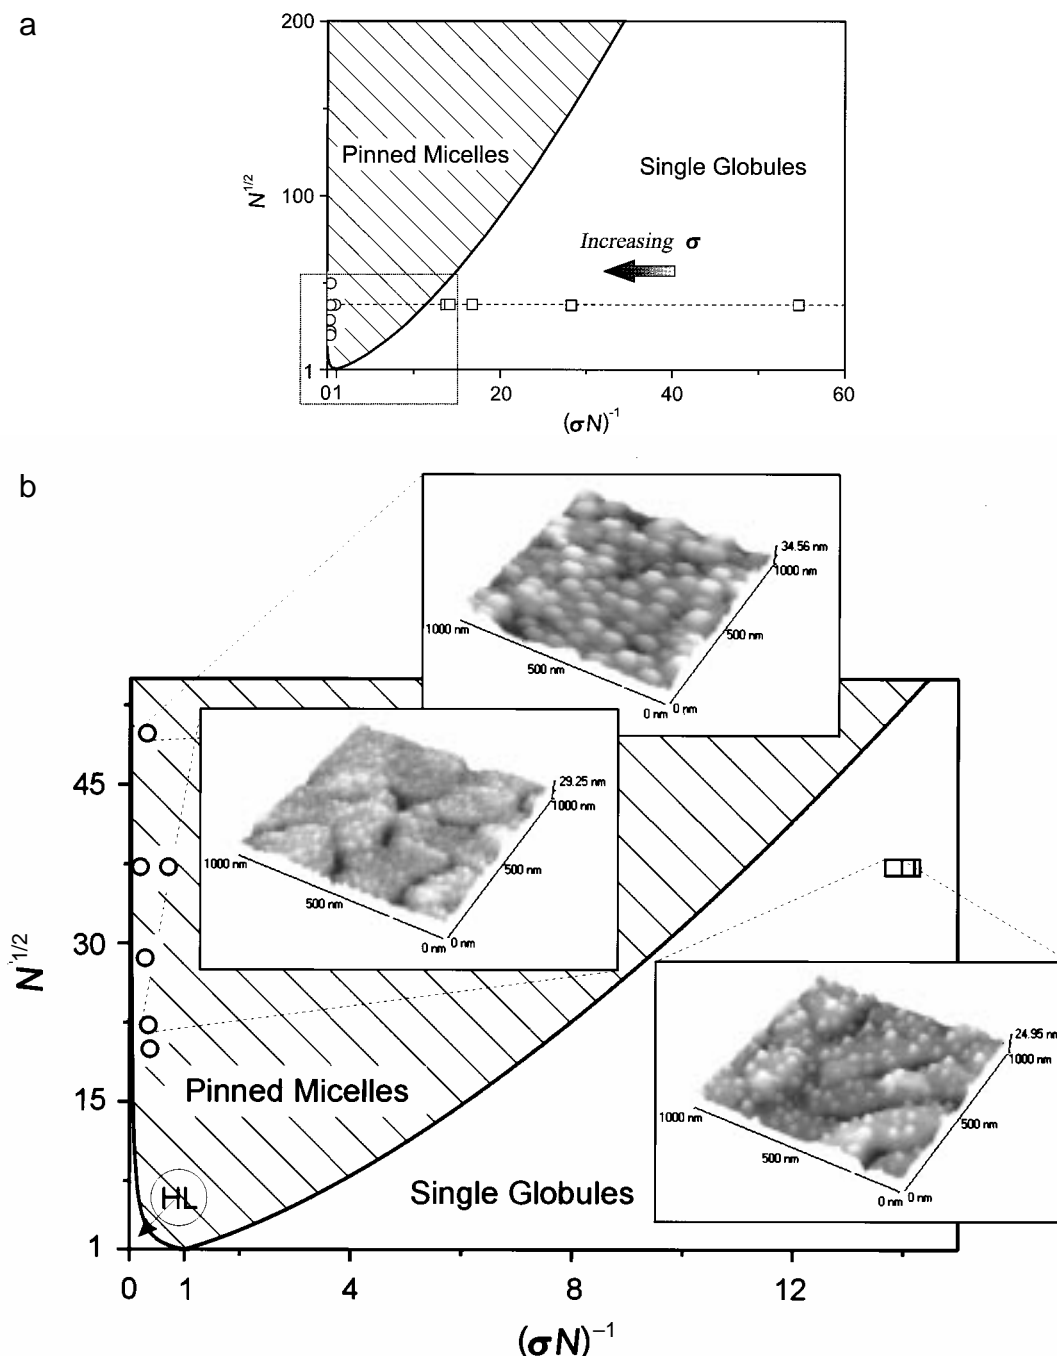 a
200
100
1
N^1/2
Pinned Micelles
Single Globules
Increasing σ
0 1 20 40 60
(σN)^-1
b
34.56 nm
1000 nm
500 nm
0 nm
1000 nm
500 nm
0 nm
29.25 nm
1000 nm
500 nm
0 nm
1000 nm
500 nm
0 nm
24.95 nm
1000 nm
500 nm
0 nm
1000 nm
500 nm
0 nm
45
30
15
1
N^1/2
Pinned Micelles
HL
Single Globules
0 1 4 8 12
(σN)^-1